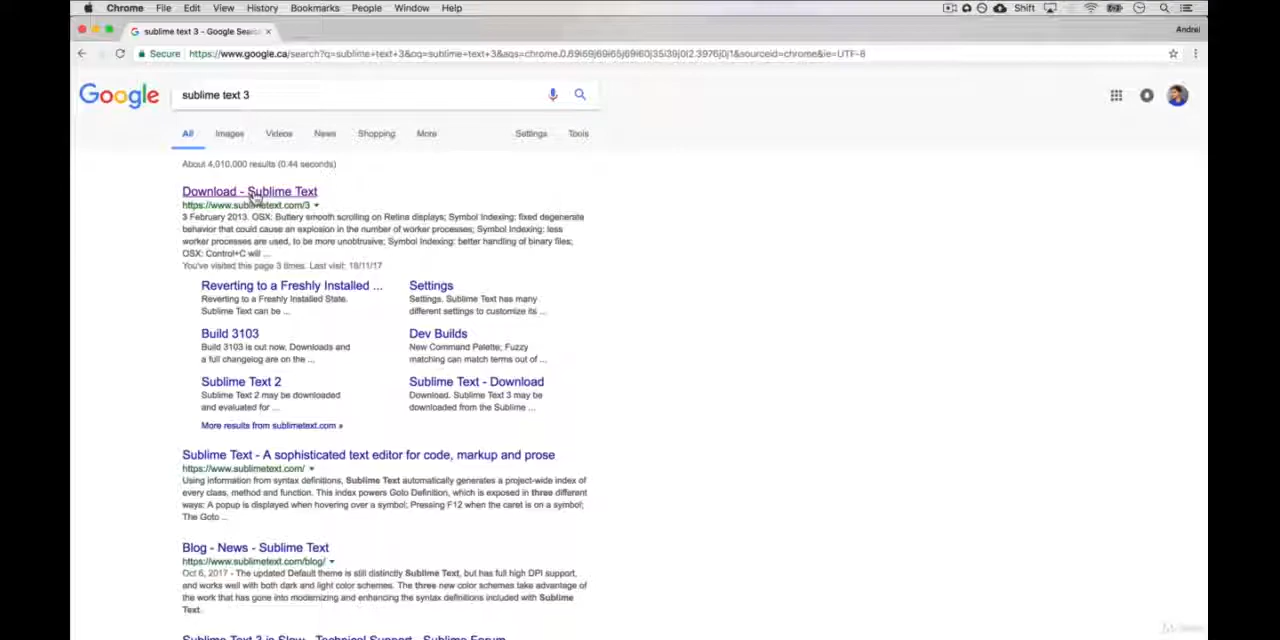 Chrome File Edit View History Bookmarks People Window Help Shift
sublime text 3 - Google Search Andrei
Secure https://www.google.ca/search?q=sublime+text+3&oq=sublime+text+3&aqs=chrome.0.69i59j69i65j69i60j35i39j0l2.3976j0j1&sourceid=chrome&ie=UTF-8
Google sublime text 3
All Images Videos News Shopping More Settings Tools
About 4,010,000 results (0.44 seconds)
Download - Sublime Text
https://www.sublimetext.com/3
3 February 2013. OSX: Buttery smooth scrolling on Retina displays; Symbol Indexing: fixed degenerate
behavior that could cause an explosion in the number of worker processes; Symbol Indexing: less
worker processes are used, to be more unobtrusive; Symbol Indexing: better handling of binary files;
OSX: Control+C will ...
You've visited this page 3 times. Last visit: 18/11/17
Reverting to a Freshly Installed ... Settings
Reverting to a Freshly Installed State. Settings. Sublime Text has many
Sublime Text can be ... different settings to customize its ...
Build 3103 Dev Builds
Build 3103 is out now. Downloads and New Command Palette; Fuzzy
a full changelog are on the ... matching can match terms out of ...
Sublime Text 2 Sublime Text - Download
Sublime Text 2 may be downloaded Download. Sublime Text 3 may be
and evaluated for ... downloaded from the Sublime ...
More results from sublimetext.com »
Sublime Text - A sophisticated text editor for code, markup and prose
https://www.sublimetext.com/
Using information from syntax definitions, Sublime Text automatically generates a project-wide index of
every class, method and function. This index powers Goto Definition, which is exposed in three different
ways: A popup is displayed when hovering over a symbol; Pressing F12 when the caret is on a symbol;
The Goto ...
Blog - News - Sublime Text
https://www.sublimetext.com/blog/
Oct 6, 2017 - The updated Default theme is still distinctly Sublime Text, but has full high DPI support,
and works well with both dark and light color schemes. The three new color schemes take advantage of
the work that has gone into modernizing and enhancing the syntax definitions included with Sublime
Text.
Sublime Text 3 is Slow - Technical Support - Sublime Forum